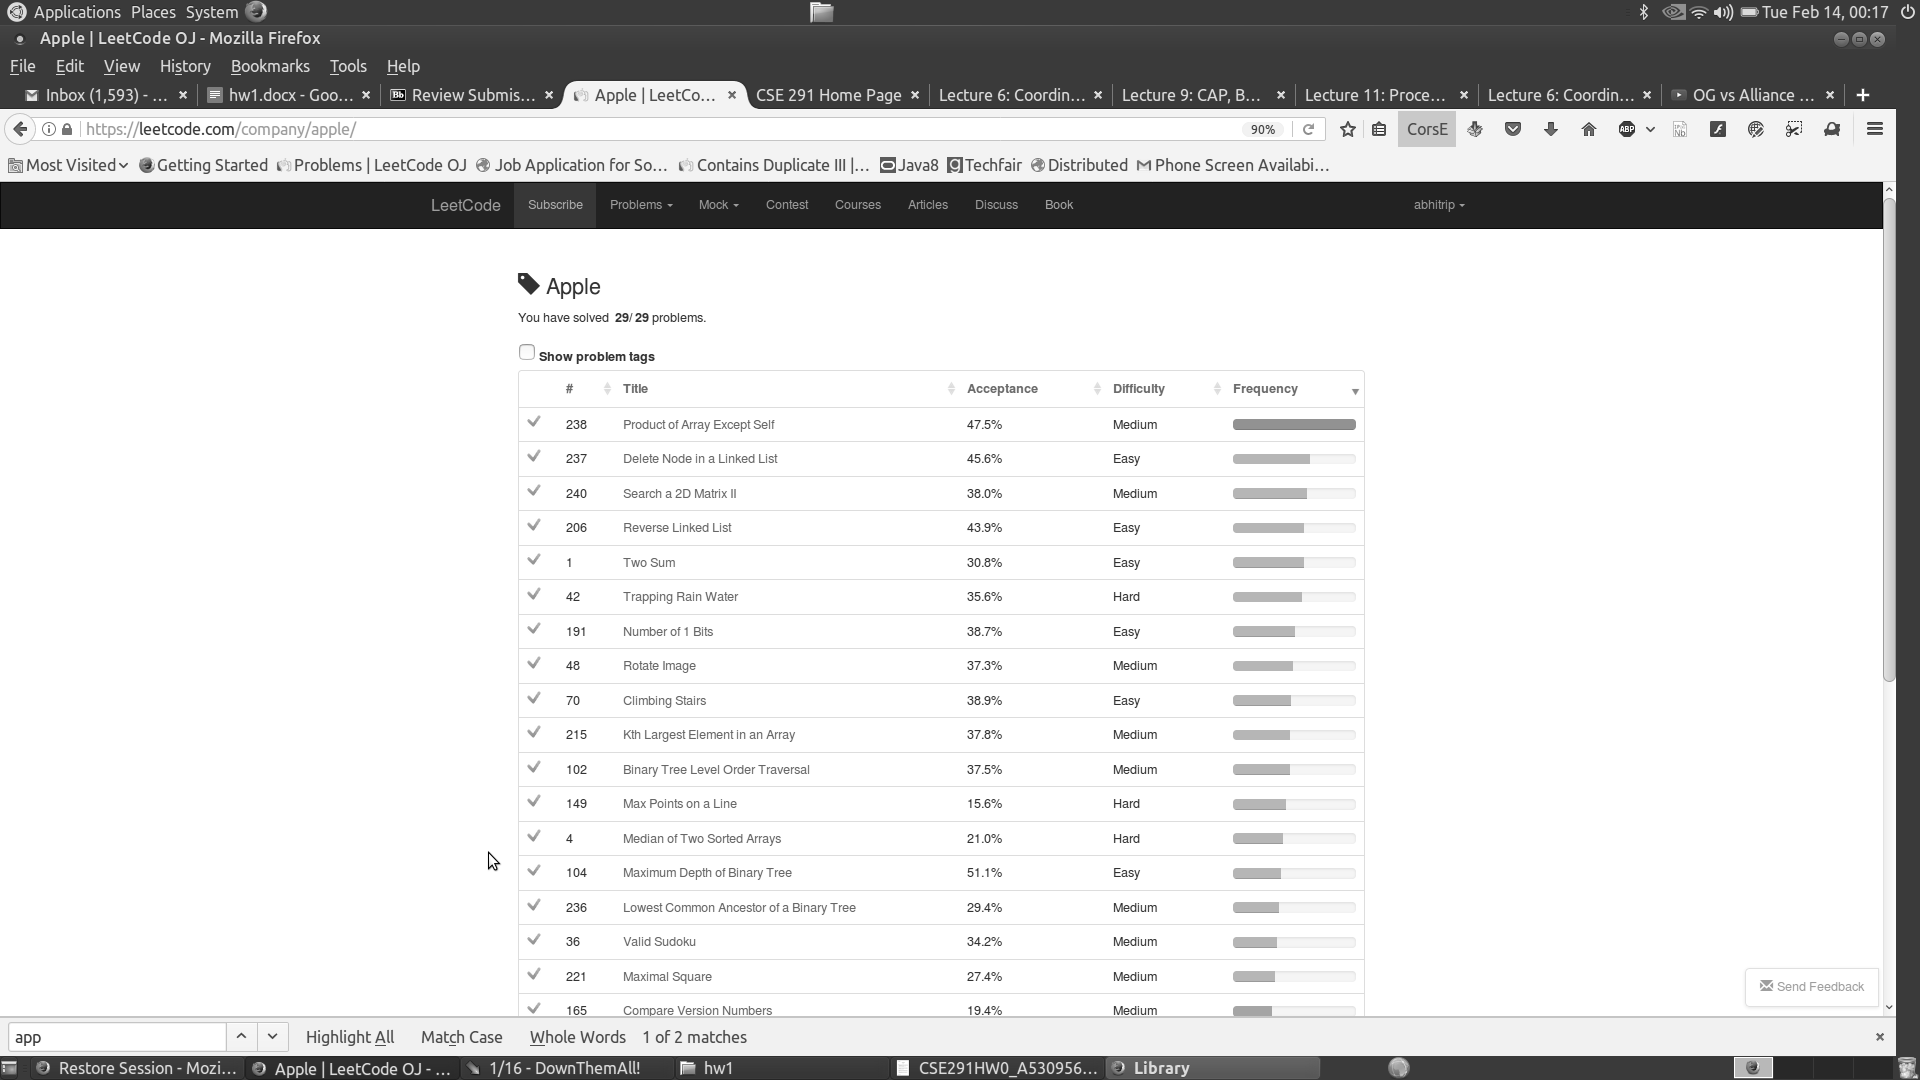 Applications Places System Tue Feb 14, 00:17
Apple | LeetCode OJ - Mozilla Firefox
File Edit View History Bookmarks Tools Help
Inbox (1,593) - ... hw1.docx - Goo... Bb Review Submis... Apple | LeetCo... CSE 291 Home Page Lecture 6: Coordin... Lecture 9: CAP, B... Lecture 11: Proce... Lecture 6: Coordin... OG vs Alliance ...
https://leetcode.com/company/apple/ 90% CorsE ABP
Most Visited Getting Started Problems | LeetCode OJ Job Application for So... Contains Duplicate III |... Java8 Techfair Distributed Phone Screen Availabi...
LeetCode Subscribe Problems Mock Contest Courses Articles Discuss Book abhitrip
Apple
You have solved 29/ 29 problems.
Show problem tags
# Title Acceptance Difficulty Frequency
238 Product of Array Except Self 47.5% Medium
237 Delete Node in a Linked List 45.6% Easy
240 Search a 2D Matrix II 38.0% Medium
206 Reverse Linked List 43.9% Easy
1 Two Sum 30.8% Easy
42 Trapping Rain Water 35.6% Hard
191 Number of 1 Bits 38.7% Easy
48 Rotate Image 37.3% Medium
70 Climbing Stairs 38.9% Easy
215 Kth Largest Element in an Array 37.8% Medium
102 Binary Tree Level Order Traversal 37.5% Medium
149 Max Points on a Line 15.6% Hard
4 Median of Two Sorted Arrays 21.0% Hard
104 Maximum Depth of Binary Tree 51.1% Easy
236 Lowest Common Ancestor of a Binary Tree 29.4% Medium
36 Valid Sudoku 34.2% Medium
221 Maximal Square 27.4% Medium
165 Compare Version Numbers 19.4% Medium
Send Feedback
app Highlight All Match Case Whole Words 1 of 2 matches
Restore Session - Mozi... Apple | LeetCode OJ - ... 1/16 - DownThemAll! hw1 CSE291HW0_A530956... Library